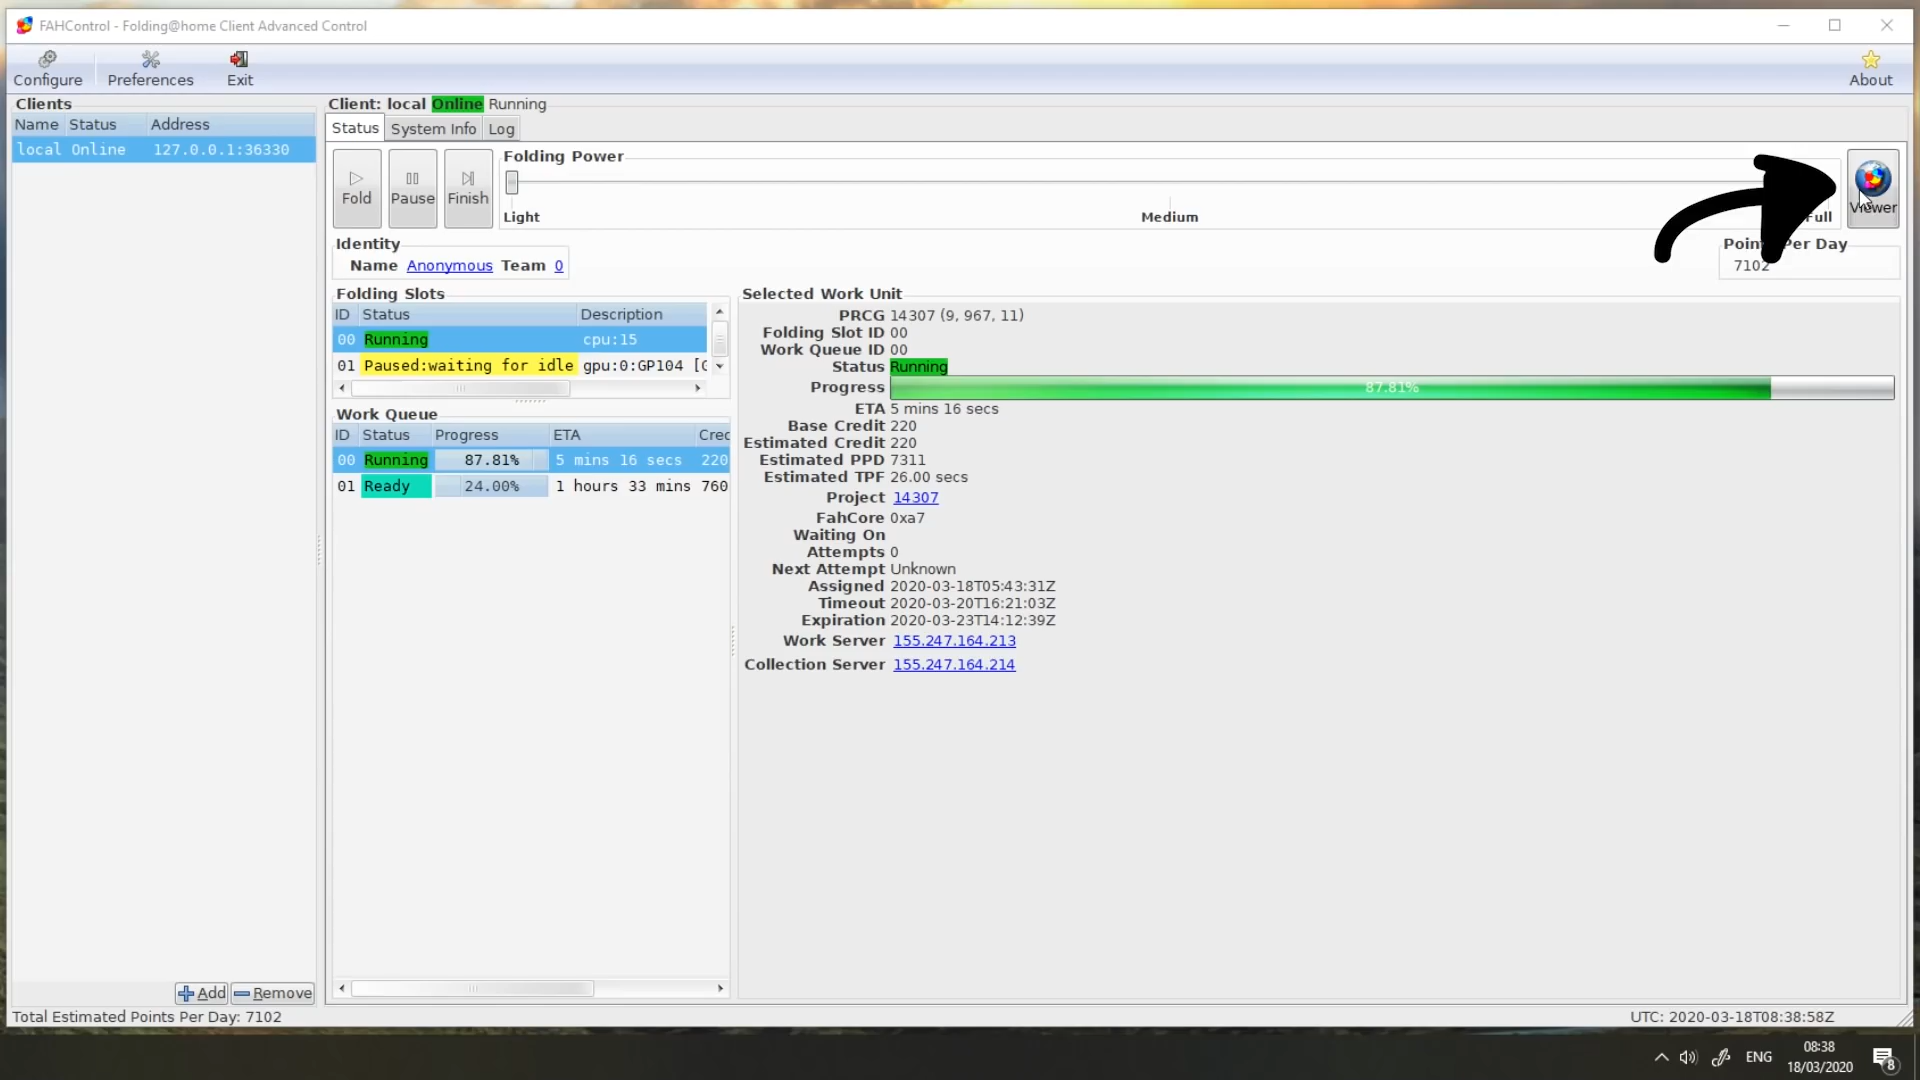 FAHControl - Folding@home Client Advanced Control
Configure Preferences Exit About
Clients
Name Status Address
local Online 127.0.0.1:36330
Client: local Online Running
Status System Info Log
Fold Pause Finish
Folding Power
Light Medium Full
Viewer
Identity
Name Anonymous Team 0
Points Per Day
7102
Folding Slots
ID Status Description
00 Running cpu:15
01 Paused:waiting for idle gpu:0:GP104 [G
Work Queue
ID Status Progress ETA Cred
00 Running 87.81% 5 mins 16 secs 220
01 Ready 24.00% 1 hours 33 mins 760
Selected Work Unit
PRCG 14307 (9, 967, 11)
Folding Slot ID 00
Work Queue ID 00
Status Running
Progress 87.81%
ETA 5 mins 16 secs
Base Credit 220
Estimated Credit 220
Estimated PPD 7311
Estimated TPF 26.00 secs
Project 14307
FahCore 0xa7
Waiting On
Attempts 0
Next Attempt Unknown
Assigned 2020-03-18T05:43:31Z
Timeout 2020-03-20T16:21:03Z
Expiration 2020-03-23T14:12:39Z
Work Server 155.247.164.213
Collection Server 155.247.164.214
Add Remove
Total Estimated Points Per Day: 7102
UTC: 2020-03-18T08:38:58Z
ENG
08:38
18/03/2020
8